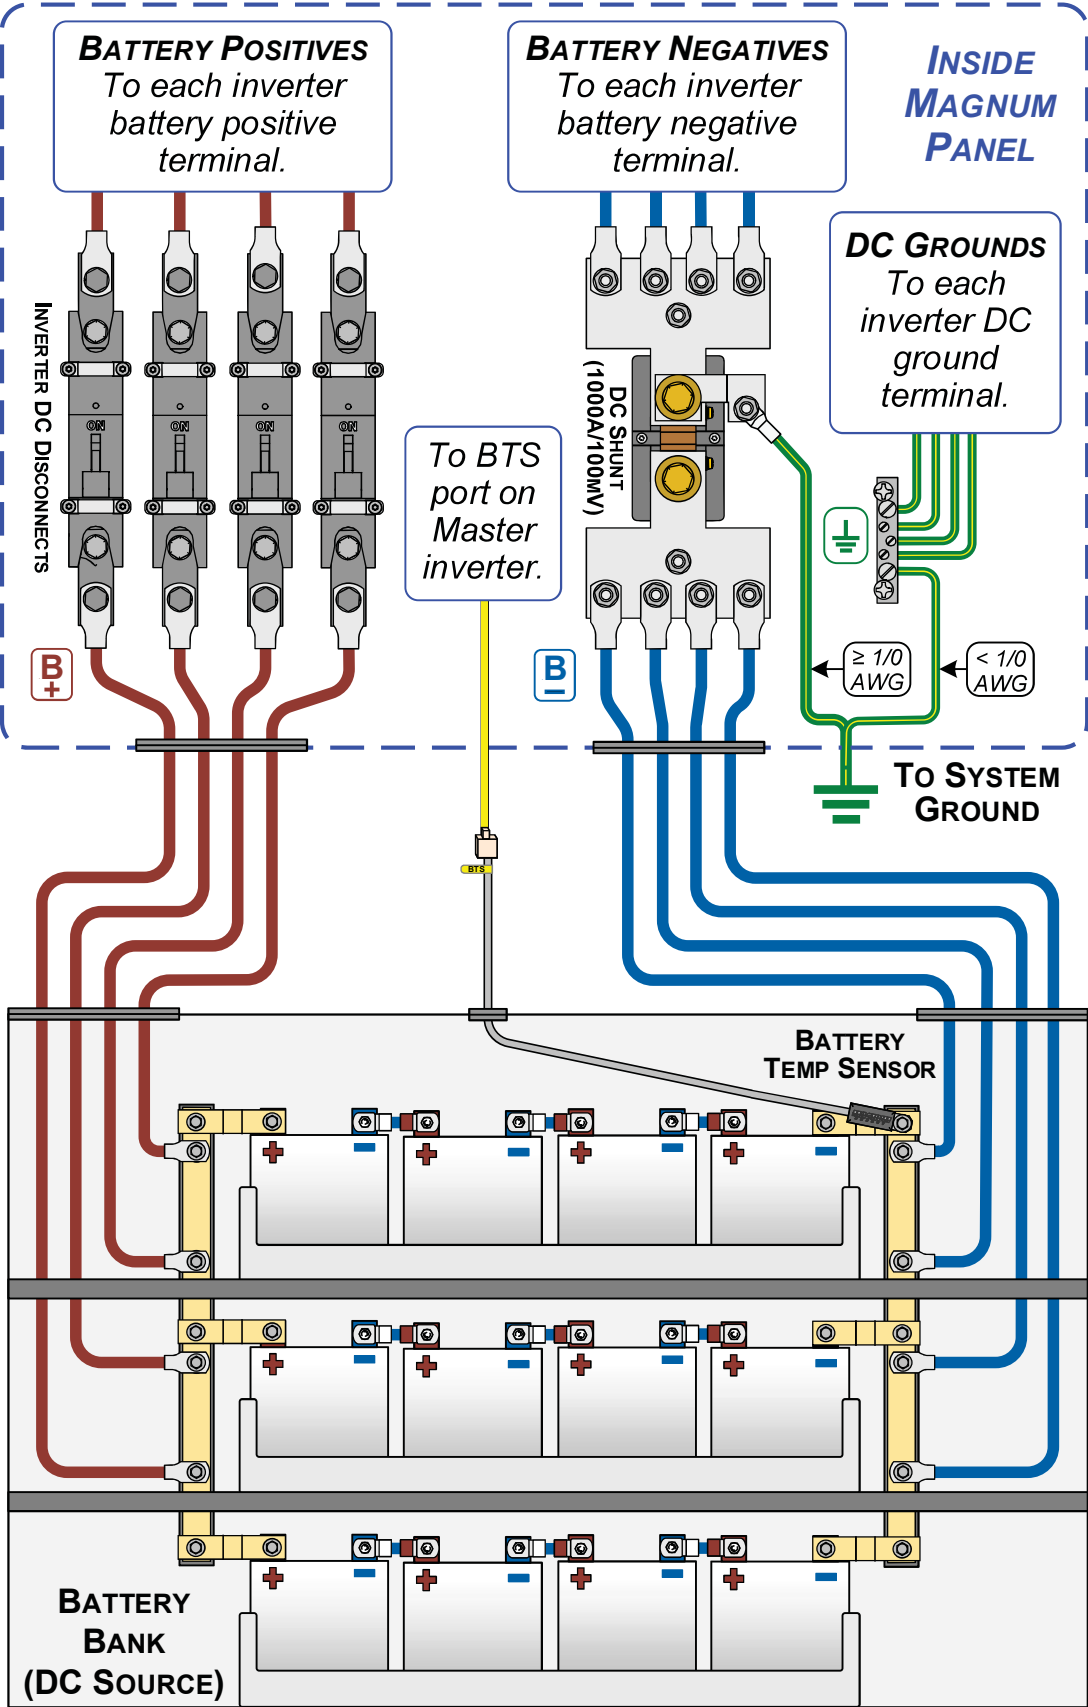 BATTERY POSITIVES
To each inverter
battery positive
terminal.
BATTERY NEGATIVES
To each inverter
battery negative
terminal.
INSIDE
MAGNUM
PANEL
DC GROUNDS
To each
inverter DC
ground
terminal.
INVERTER DC DISCONNECTS
ON
ON
ON
ON
DC SHUNT
(1000A/100mV)
To BTS
port on
Master
inverter.
B
+
B
–
≥ 1/0
AWG
< 1/0
AWG
TO SYSTEM
GROUND
BTS
BATTERY
TEMP SENSOR
+ – + – + – + –
+ – + – + – + –
+ – + – + – + –
BATTERY
BANK
(DC SOURCE)